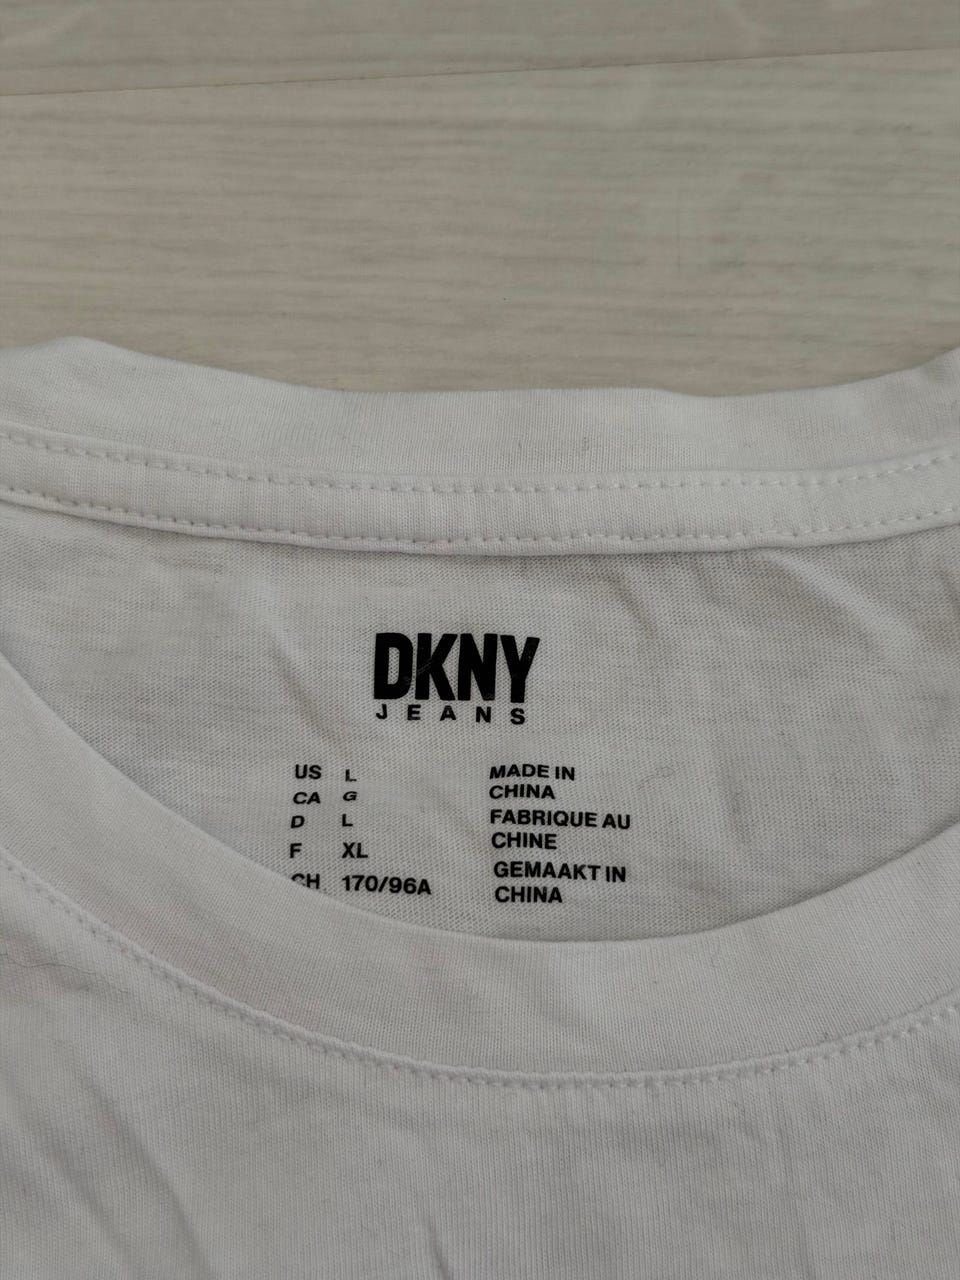 DKNY
JEANS
US L
CA G
D L
F XL
CH 170/96A
MADE IN
CHINA
FABRIQUE AU
CHINE
GEMAAKT IN
CHINA